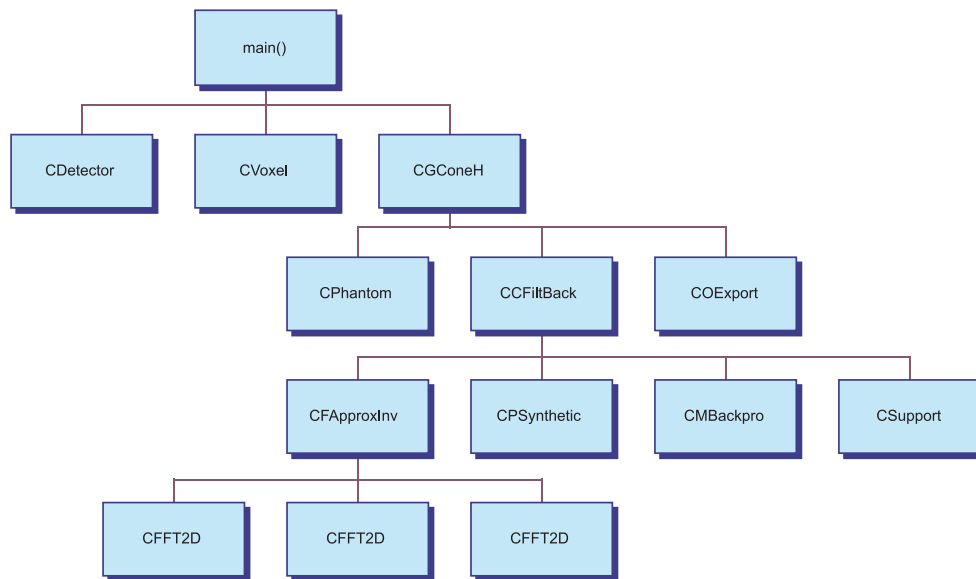 main()
CDetector
CVoxel
CGConeH
CPhantom
CCFiltBack
COExport
CFApproxInv
CPSynthetic
CMBackpro
CSupport
CFFT2D
CFFT2D
CFFT2D